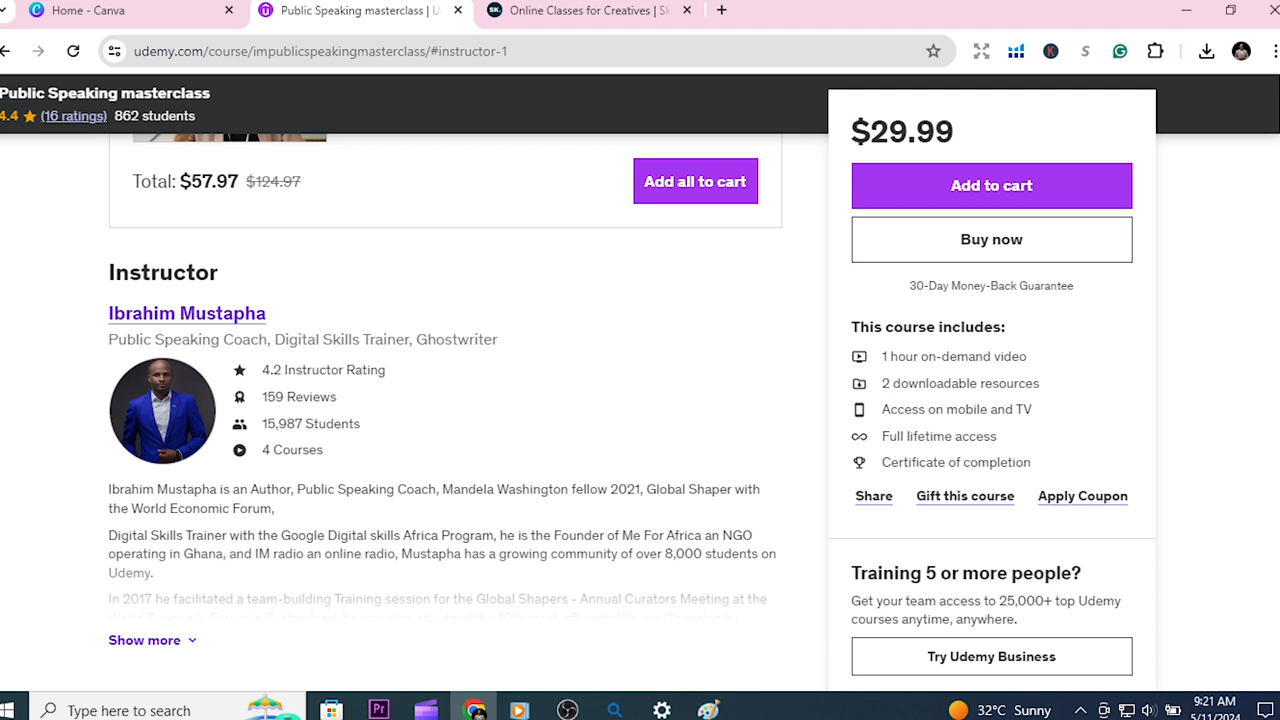 Home - Canva
Public Speaking masterclass | U
Online Classes for Creatives | Sk
udemy.com/course/impublicspeakingmasterclass/#instructor-1
Public Speaking masterclass
4.4 (16 ratings) 862 students
Total: $57.97 $124.97
Add all to cart
Instructor
Ibrahim Mustapha
Public Speaking Coach, Digital Skills Trainer, Ghostwriter
4.2 Instructor Rating
159 Reviews
15,987 Students
4 Courses
Ibrahim Mustapha is an Author, Public Speaking Coach, Mandela Washington fellow 2021, Global Shaper with
the World Economic Forum,
Digital Skills Trainer with the Google Digital skills Africa Program, he is the Founder of Me For Africa an NGO
operating in Ghana, and IM radio an online radio, Mustapha has a growing community of over 8,000 students on
Udemy.
In 2017 he facilitated a team-building Training session for the Global Shapers - Annual Curators Meeting at the
Show more
$29.99
Add to cart
Buy now
30-Day Money-Back Guarantee
This course includes:
1 hour on-demand video
2 downloadable resources
Access on mobile and TV
Full lifetime access
Certificate of completion
Share Gift this course Apply Coupon
Training 5 or more people?
Get your team access to 25,000+ top Udemy
courses anytime, anywhere.
Try Udemy Business
Type here to search
32°C Sunny
9:21 AM
5/11/2024